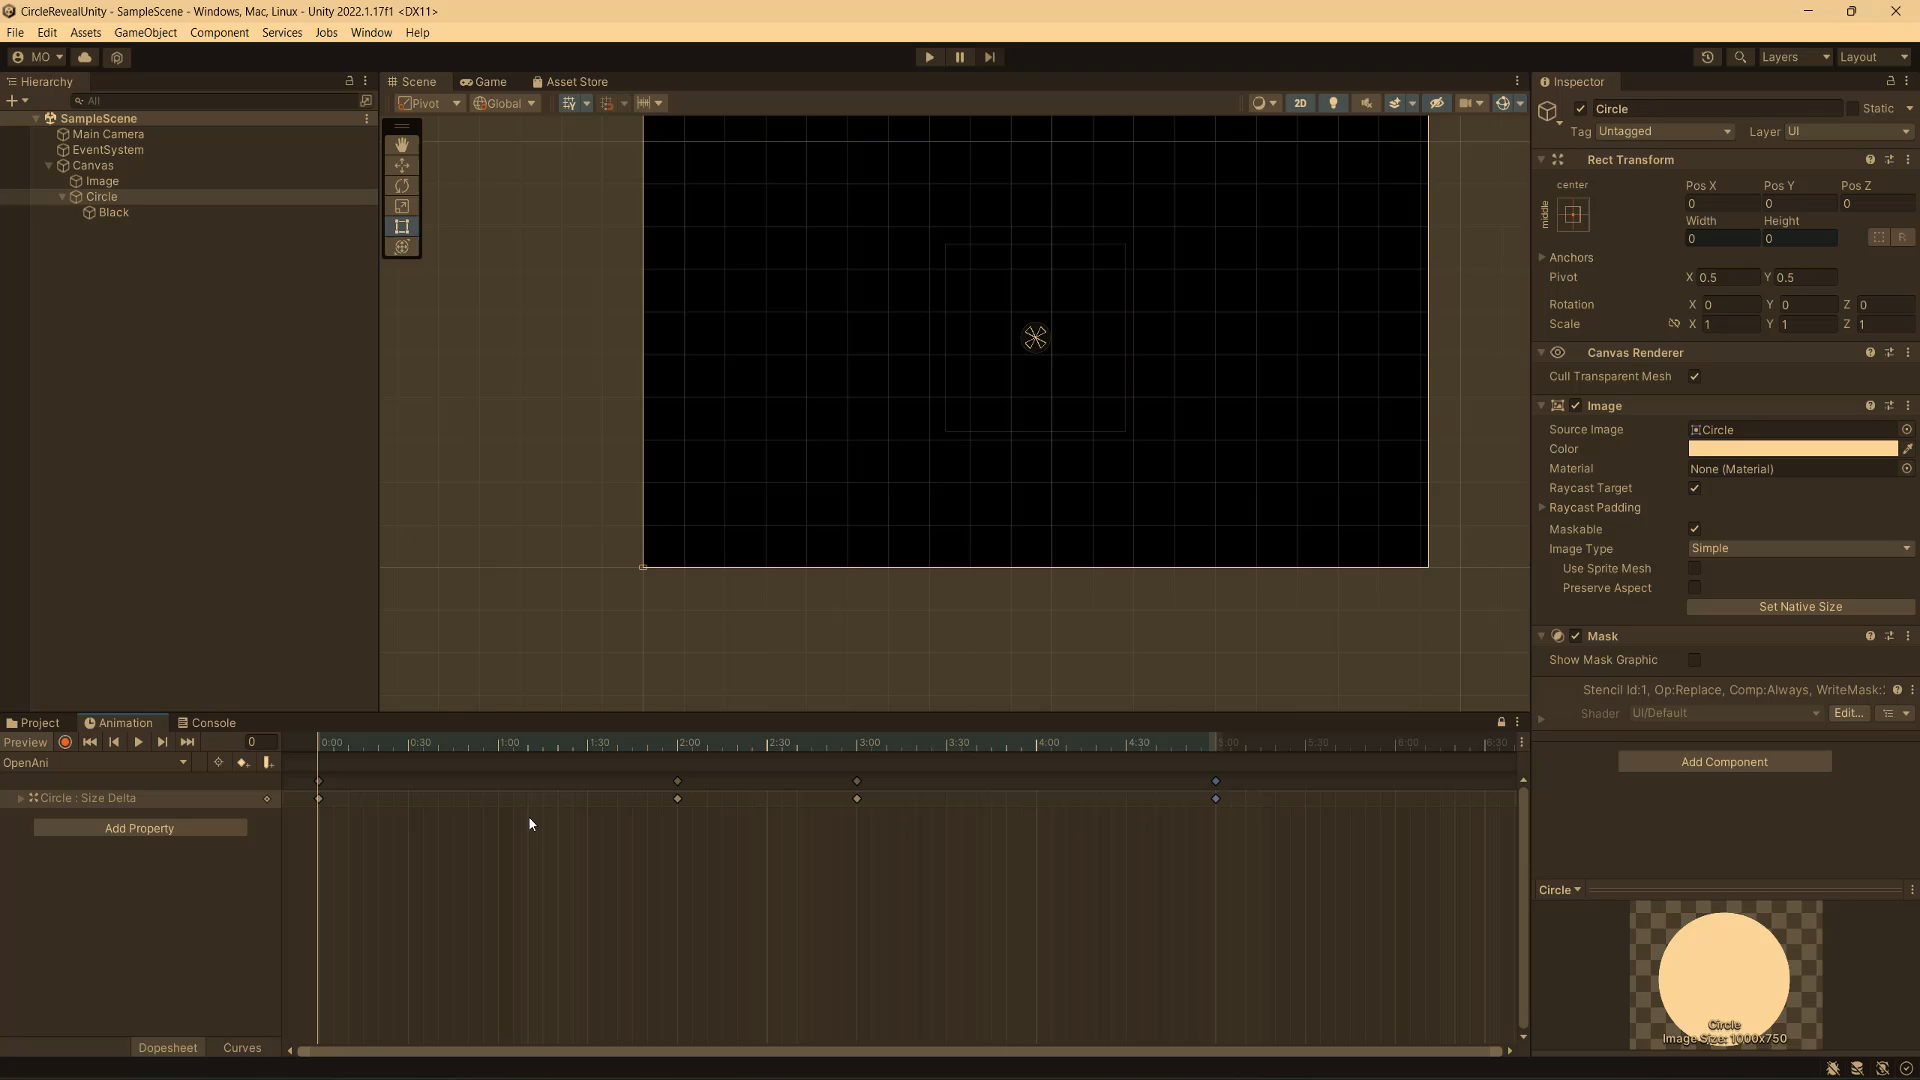 CircleRevealUnity - SampleScene - Windows, Mac, Linux - Unity 2022.1.17f1 <DX11>
File Edit Assets GameObject Component Services Jobs Window Help
MO Layers Layout
Hierarchy
All
SampleScene
Main Camera
EventSystem
Canvas
Image
Circle
Black
Scene Game Asset Store
Pivot Global 2D
Inspector
Circle Static
Tag Untagged Layer UI
Rect Transform
center
middle
Pos X Pos Y Pos Z
0 0 0
Width Height
0 0 R
Anchors
Pivot X 0.5 Y 0.5
Rotation X 0 Y 0 Z 0
Scale X 1 Y 1 Z 1
Canvas Renderer
Cull Transparent Mesh
Image
Source Image Circle
Color
Material None (Material)
Raycast Target
Raycast Padding
Maskable
Image Type Simple
Use Sprite Mesh
Preserve Aspect
Set Native Size
Mask
Show Mask Graphic
Stencil Id:1, Op:Replace, Comp:Always, WriteMask:
Shader UI/Default Edit...
Add Component
Circle
Circle
Image Size: 1000x750
Project Animation Console
Preview 0 0:00 0:30 1:00 1:30 2:00 2:30 3:00 3:30 4:00 4:30 5:00 5:30 6:00 6:30
OpenAni
Circle : Size Delta
Add Property
Dopesheet Curves